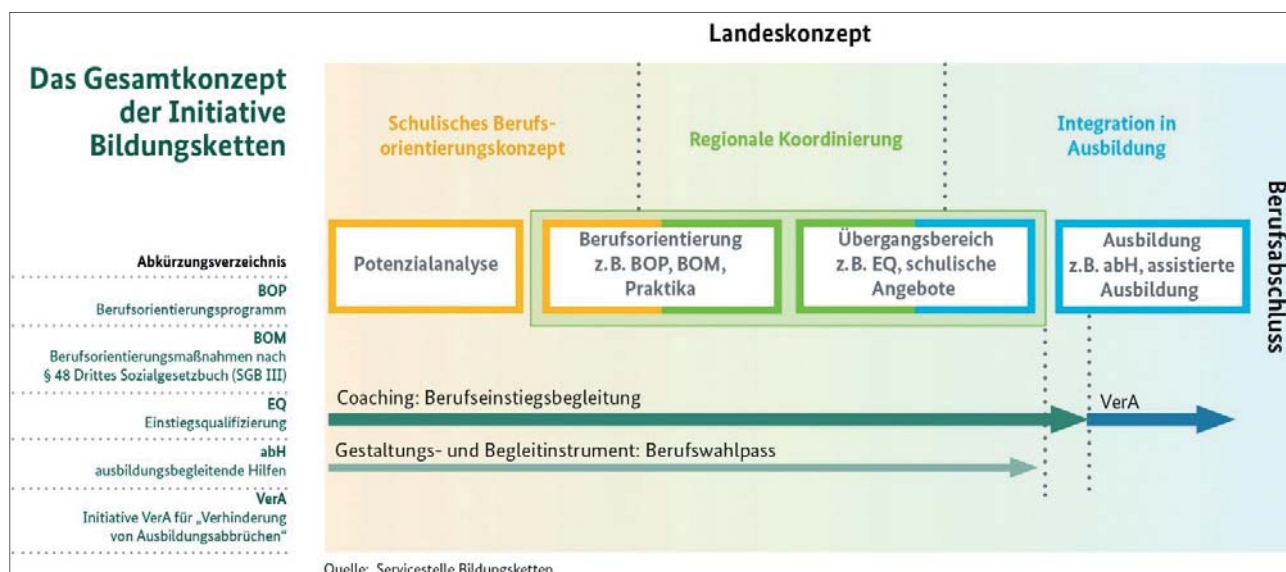 Landeskonzept
Das Gesamtkonzept
der Initiative
Bildungsketten
Schulisches Berufs-
orientierungskonzept
Regionale Koordinierung
Integration in
Ausbildung
Berufsabschluss
Potenzialanalyse
Berufsorientierung
z.B. BOP, BOM,
Praktika
Übergangsbereich
z.B. EQ, schulische
Angebote
Ausbildung
z.B. abH, assistierte
Ausbildung
Abkürzungsverzeichnis
BOP
Berufsorientierungsprogramm
BOM
Berufsorientierungsmaßnahmen nach
§ 48 Drittes Sozialgesetzbuch (SGB III)
EQ
Einstiegsqualifizierung
abH
ausbildungsbegleitende Hilfen
VerA
Initiative VerA für „Verhinderung
von Ausbildungsabbrüchen“
Coaching: Berufseinstiegsbegleitung
VerA
Gestaltungs- und Begleitinstrument: Berufswahlpass
Quelle: Servicestelle Bildungsketten